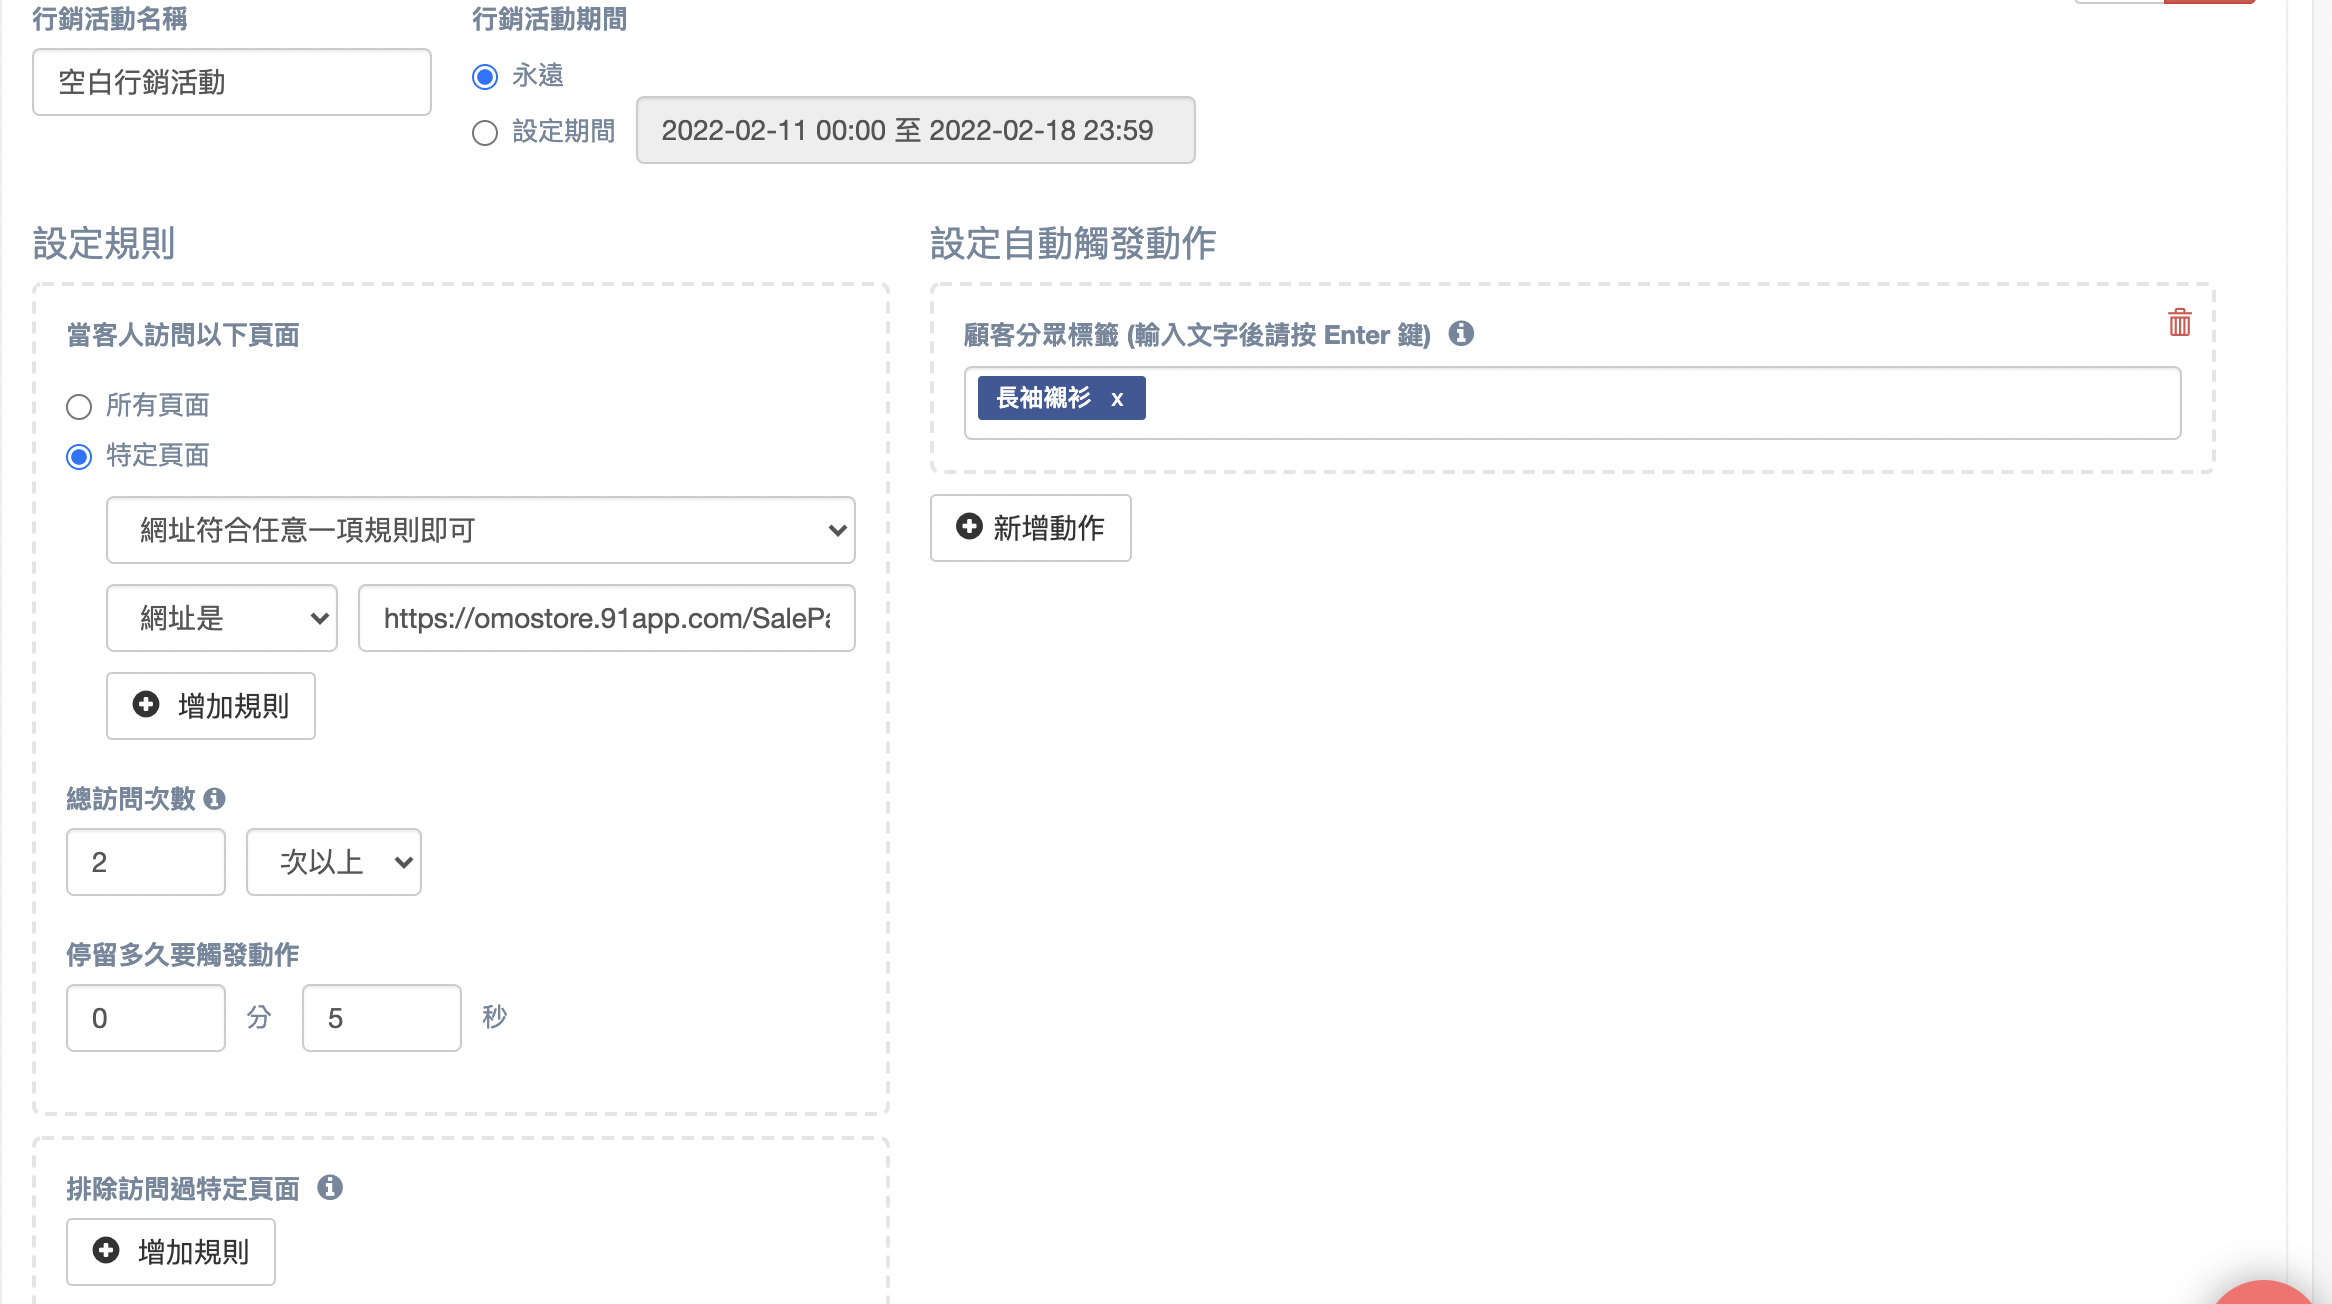 行銷活動名稱
空白行銷活動
行銷活動期間
永遠
設定期間
2022-02-11 00:00 至 2022-02-18 23:59
設定規則
當客人訪問以下頁面
所有頁面
特定頁面
網址符合任意一項規則即可
網址是
https://omostore.91app.com/SaleP
增加規則
總訪問次數
2
次以上
停留多久要觸發動作
0 分 5 秒
排除訪問過特定頁面
增加規則
設定自動觸發動作
顧客分眾標籤 (輸入文字後請按 Enter 鍵)
長袖襯衫 x
新增動作